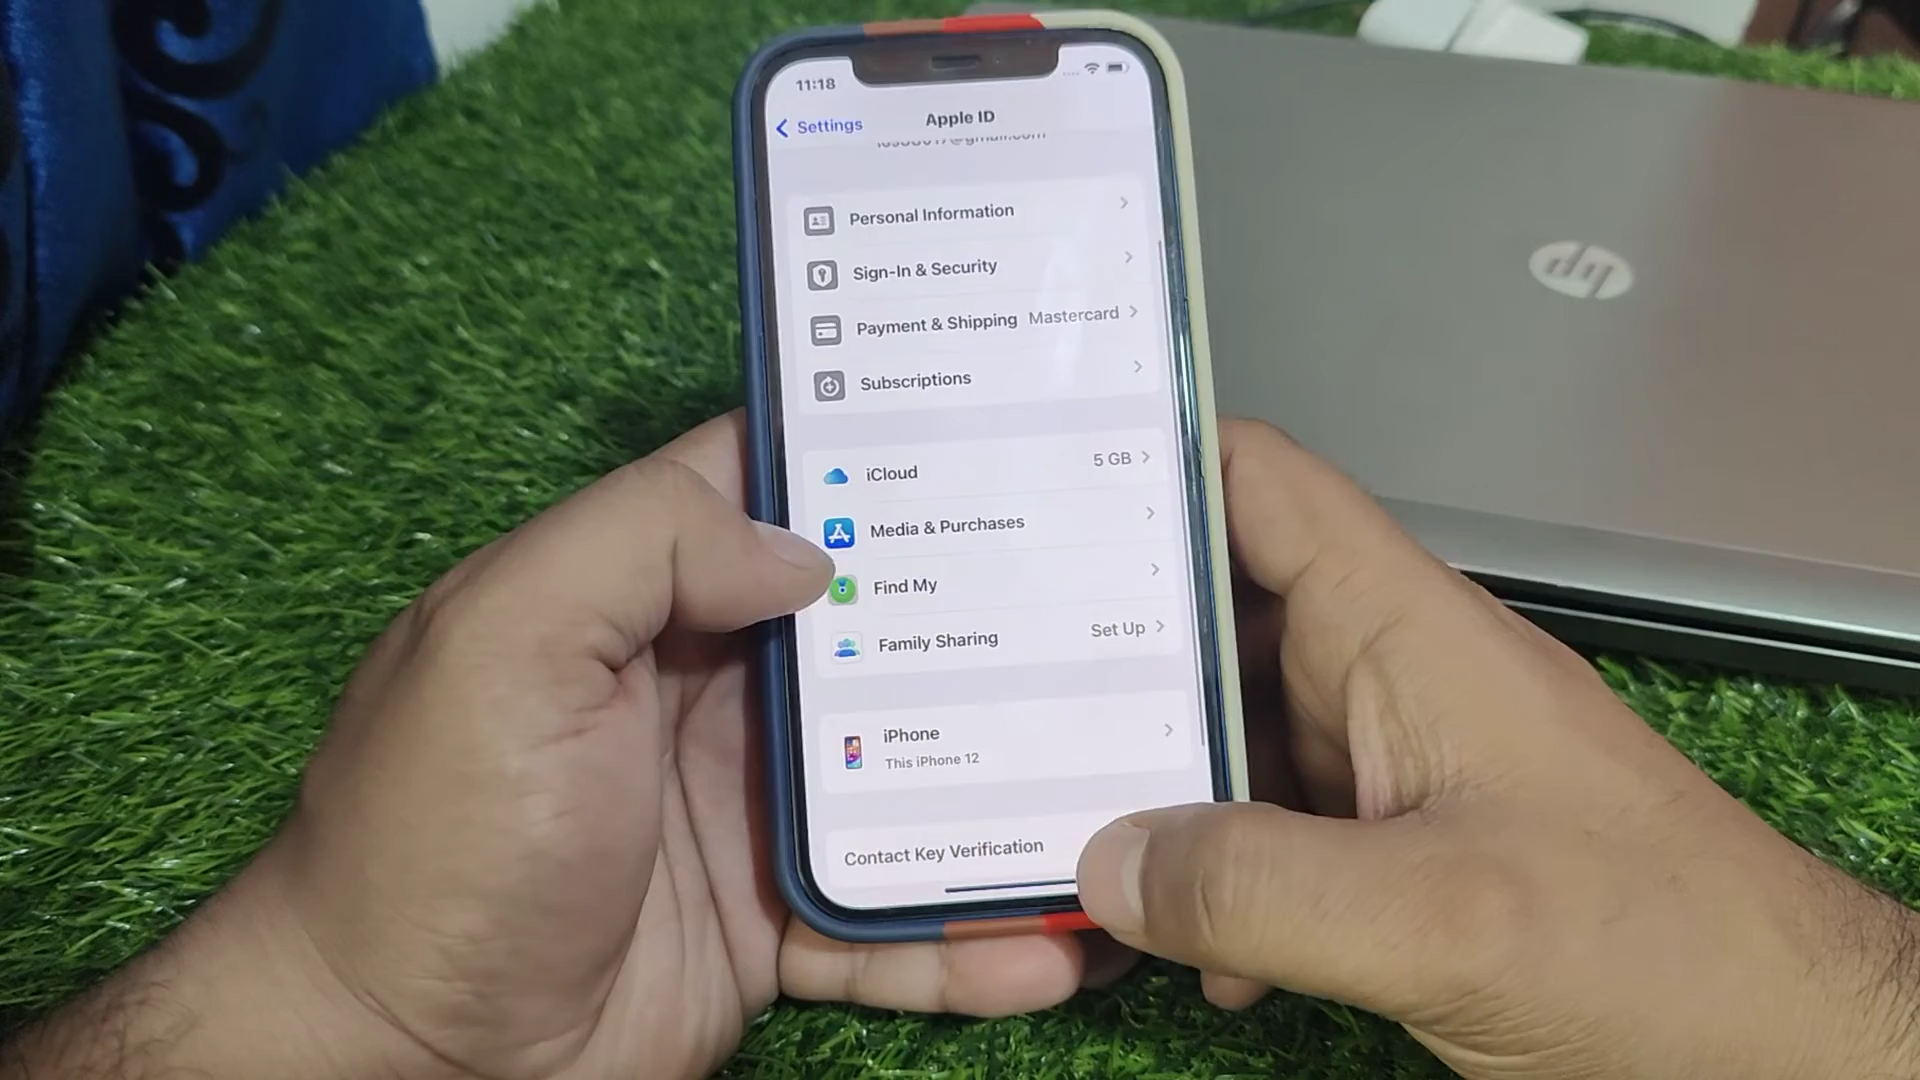 11:18
Settings
Apple ID
Personal Information
Sign-In & Security
Payment & Shipping Mastercard
Subscriptions
iCloud 5 GB
Media & Purchases
Find My
Family Sharing Set Up
iPhone
This iPhone 12
Contact Key Verification
hp